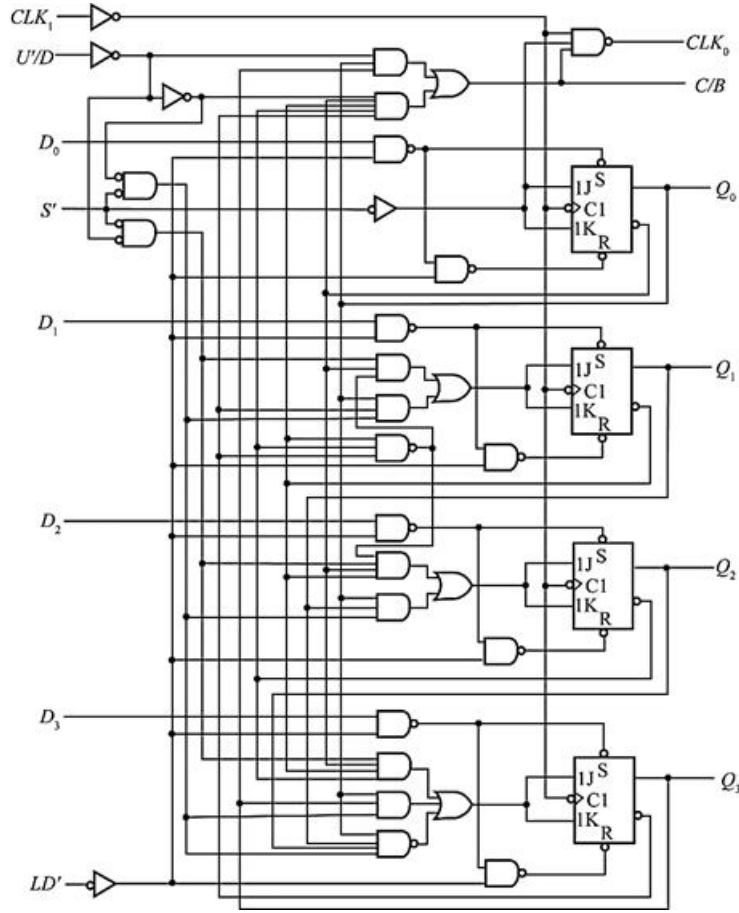 CLK₁
CLK₀
U'/D
C/B
D₀
S
1J
Q₀
C1
S'
1K
R
D₁
S
1J
Q₁
C1
1K
R
D₂
S
1J
Q₂
C1
1K
R
D₃
S
1J
Q₃
C1
1K
R
LD'